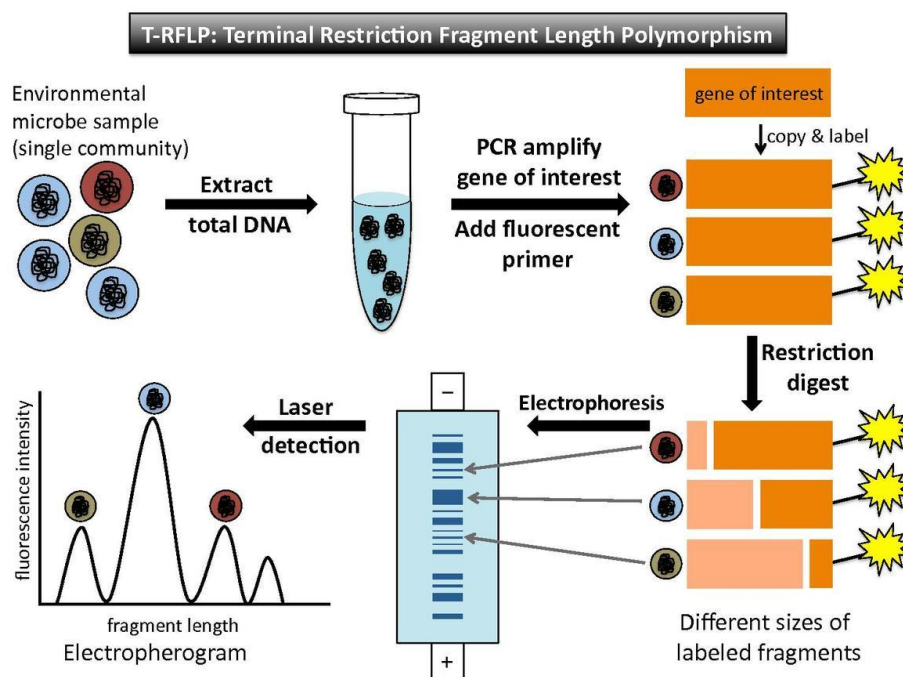 T-RFLP: Terminal Restriction Fragment Length Polymorphism
Environmental
microbe sample
(single community)
Extract
total DNA
PCR amplify
gene of interest
Add fluorescent
primer
gene of interest
copy & label
Restriction
digest
Different sizes of
labeled fragments
Electrophoresis
−
+
Laser
detection
fluorescence intensity
fragment length
Electropherogram